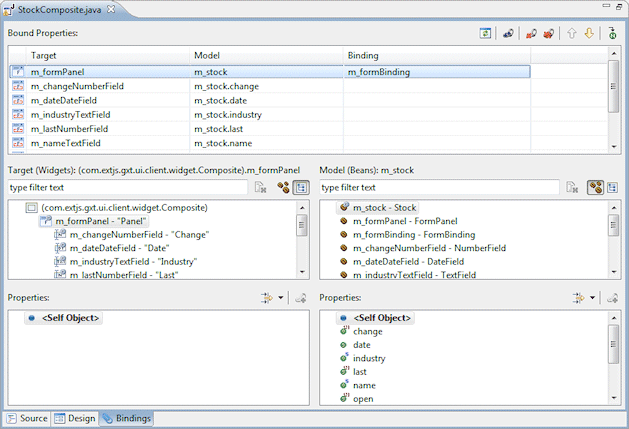 StockComposite.java
Bound Properties:
Target Model Binding
m_formPanel m_stock m_formBinding
m_changeNumberField m_stock.change
m_dateDateField m_stock.date
m_industryTextField m_stock.industry
m_lastNumberField m_stock.last
m_nameTextField m_stock.name
Target (Widgets): (com.extjs.gxt.ui.client.widget.Composite).m_formPanel
type filter text
(com.extjs.gxt.ui.client.widget.Composite)
m_formPanel - "Panel"
m_changeNumberField - "Change"
m_dateDateField - "Date"
m_industryTextField - "Industry"
m_lastNumberField - "Last"
Model (Beans): m_stock
type filter text
m_stock - Stock
m_formPanel - FormPanel
m_formBinding - FormBinding
m_changeNumberField - NumberField
m_dateDateField - DateField
m_industryTextField - TextField
Properties:
<Self Object>
Properties:
<Self Object>
change
date
industry
last
name
open
Source Design Bindings